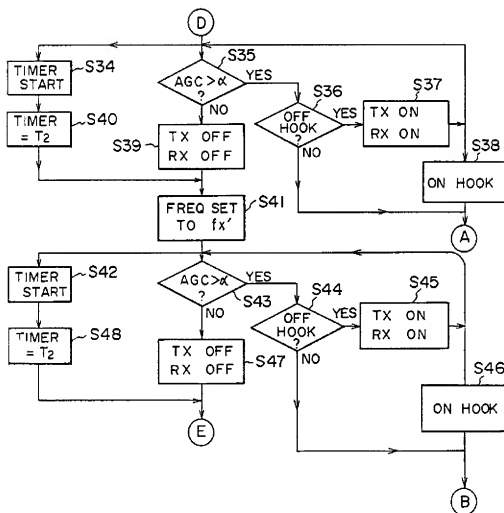 D
S34
TIMER
START
S35
AGC>α
?
YES
NO
S36
OFF
HOOK
?
YES
NO
S37
TX ON
RX ON
S40
TIMER
= T2
S39
TX OFF
RX OFF
S38
ON HOOK
A
S41
FREQ SET
TO fx'
S42
TIMER
START
AGC>α
?
S43
YES
NO
S44
OFF
HOOK
?
YES
NO
S45
TX ON
RX ON
S48
TIMER
= T2
TX OFF
RX OFF
S47
S46
ON HOOK
E
B